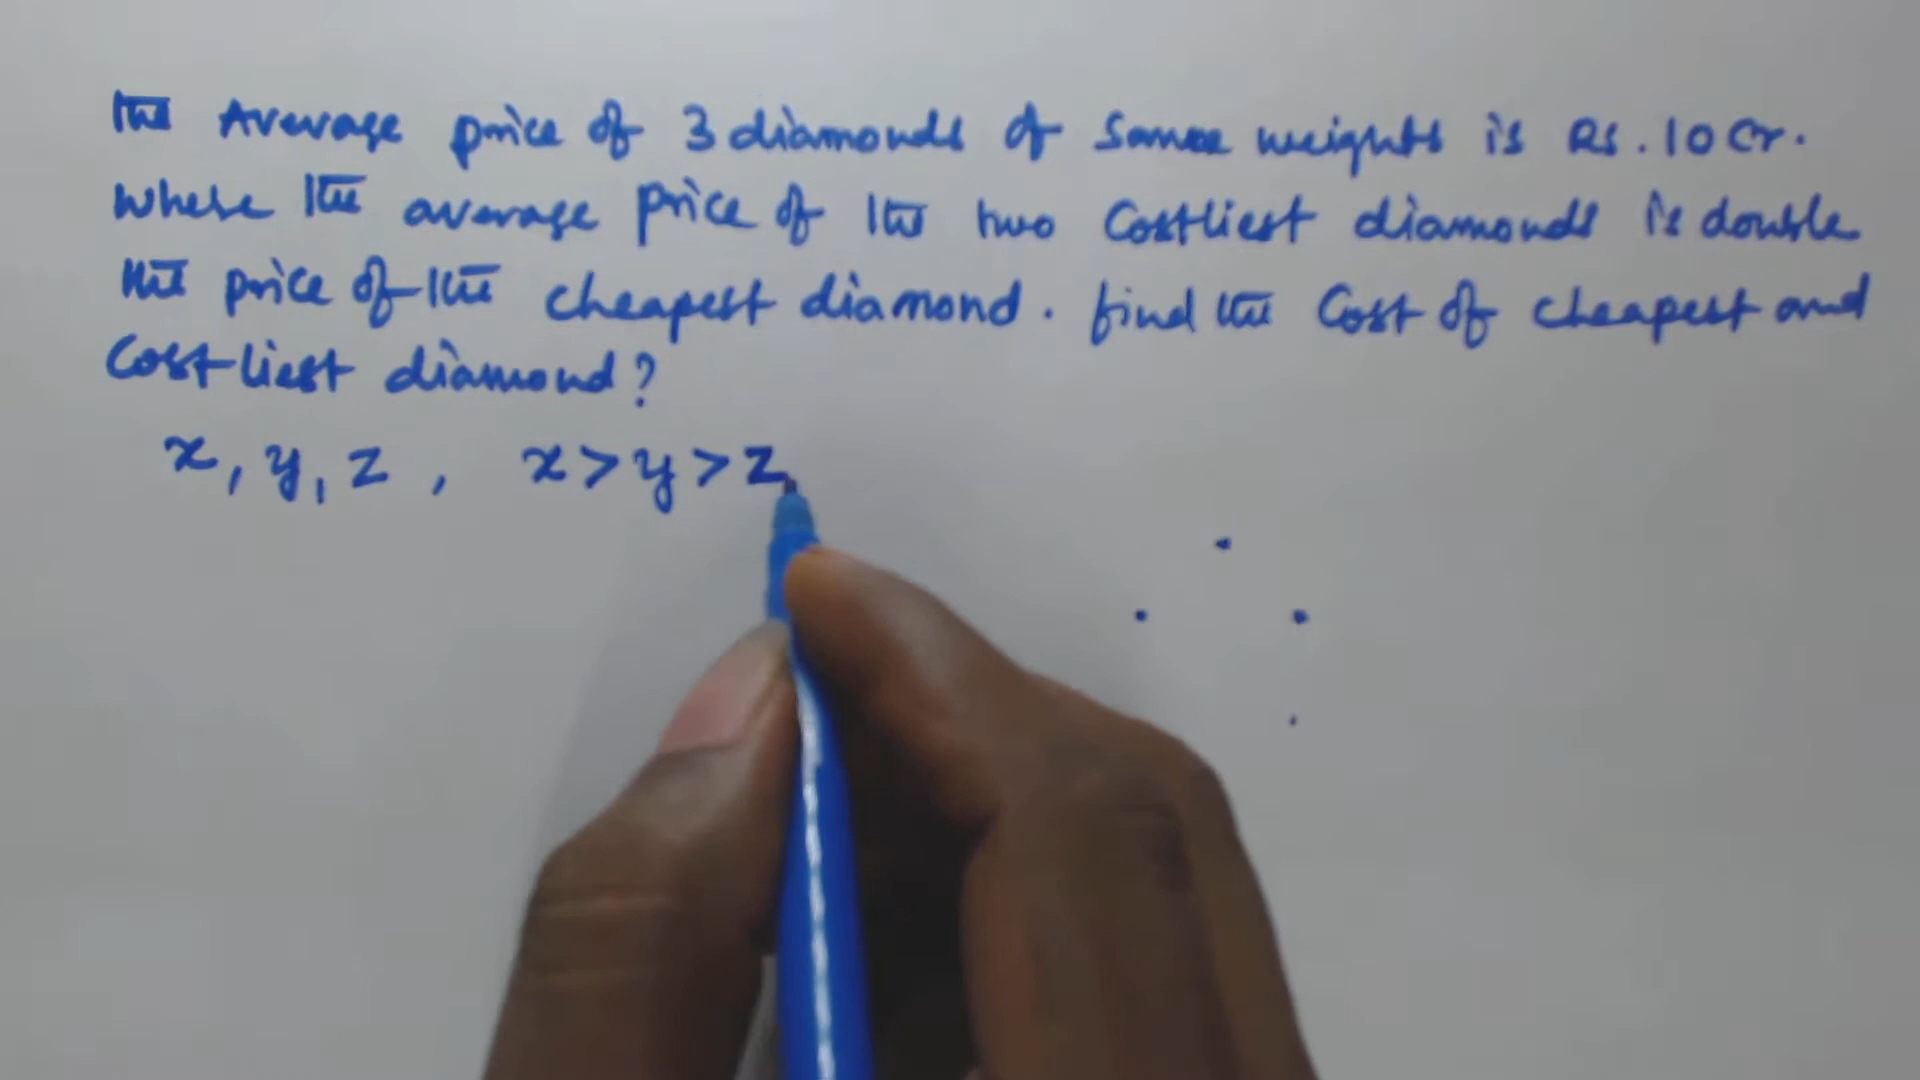 The Average price of 3 diamonds of same weights is Rs. 10 Cr.
Where the average price of the two Costliest diamonds is double
the price of the cheapest diamond. find the Cost of cheapest and
Costliest diamond?
x, y, z , x > y > z